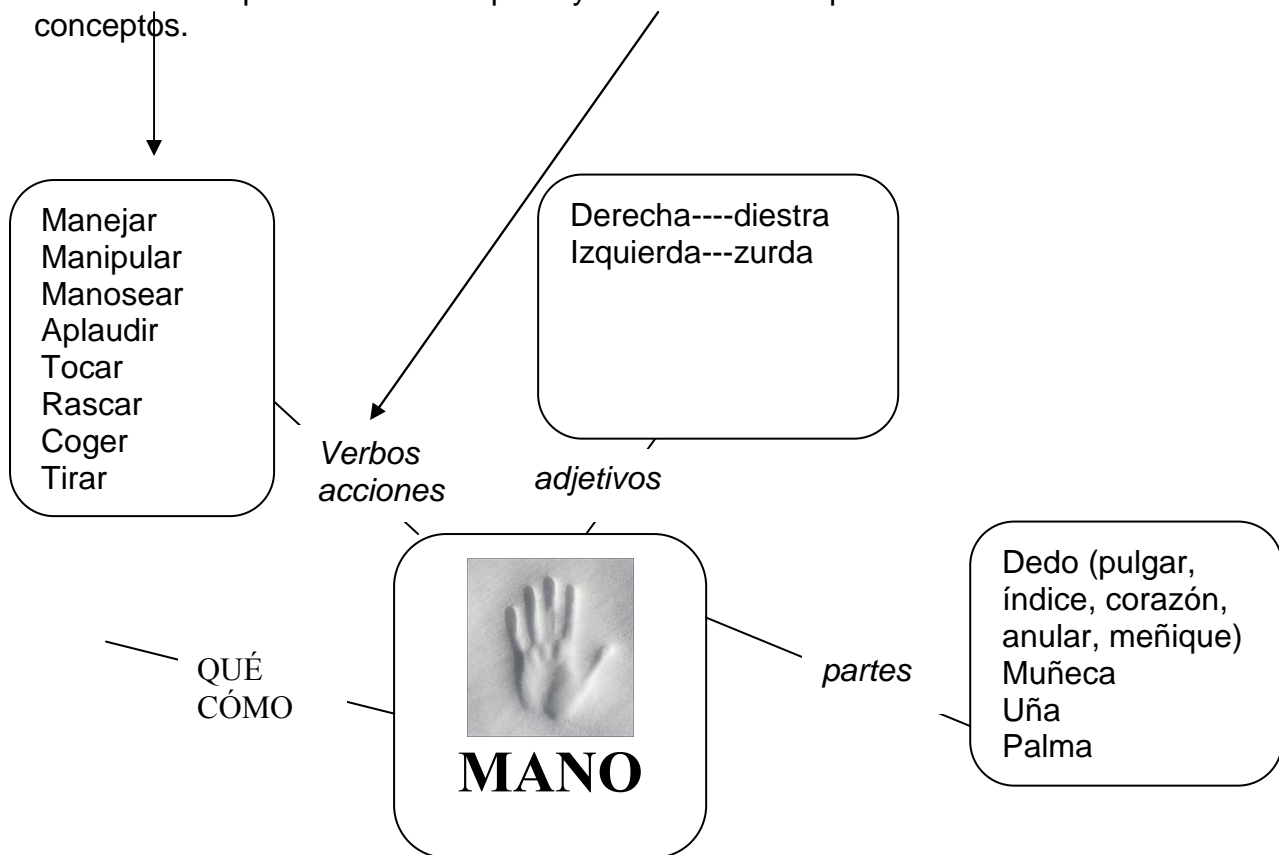 conceptos.
Manejar
Manipular
Manosear
Aplaudir
Tocar
Rascar
Coger
Tirar
Derecha----diestra
Izquierda---zurda
Verbos
acciones
adjetivos
Dedo (pulgar,
índice, corazón,
anular, meñique)
Muñeca
Uña
Palma
partes
QUÉ
CÓMO
MANO